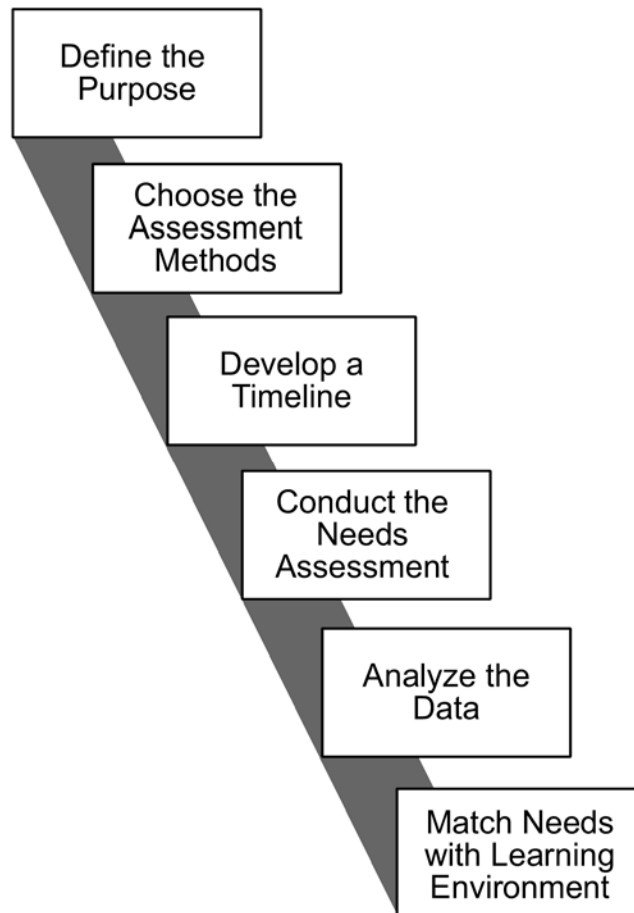 Define the
Purpose
Choose the
Assessment
Methods
Develop a
Timeline
Conduct the
Needs
Assessment
Analyze the
Data
Match Needs
with Learning
Environment